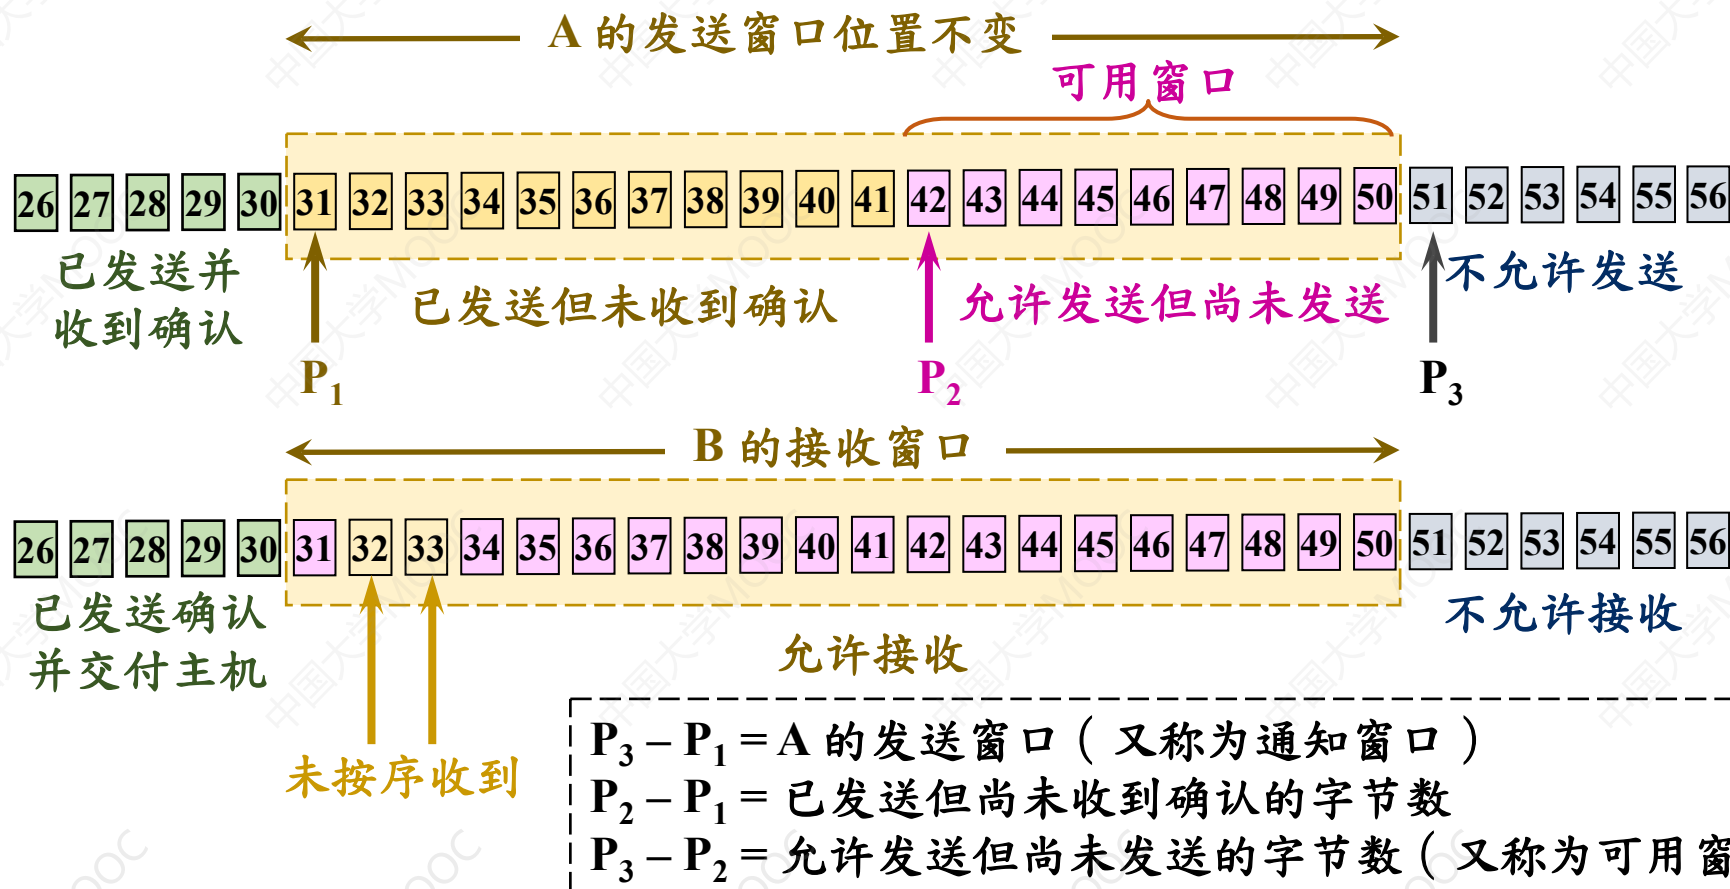 A 的发送窗口位置不变
可用窗口
26 27 28 29 30 31 32 33 34 35 36 37 38 39 40 41 42 43 44 45 46 47 48 49 50 51 52 53 54 55 56
已发送并
收到确认
已发送但未收到确认
允许发送但尚未发送
不允许发送
P1
P2
P3
B 的接收窗口
26 27 28 29 30 31 32 33 34 35 36 37 38 39 40 41 42 43 44 45 46 47 48 49 50 51 52 53 54 55 56
已发送确认
并交付主机
允许接收
不允许接收
未按序收到
P3 – P1 = A 的发送窗口（又称为通知窗口）
P2 – P1 = 已发送但尚未收到确认的字节数
P3 – P2 = 允许发送但尚未发送的字节数（又称为可用窗
中国大学MOOC